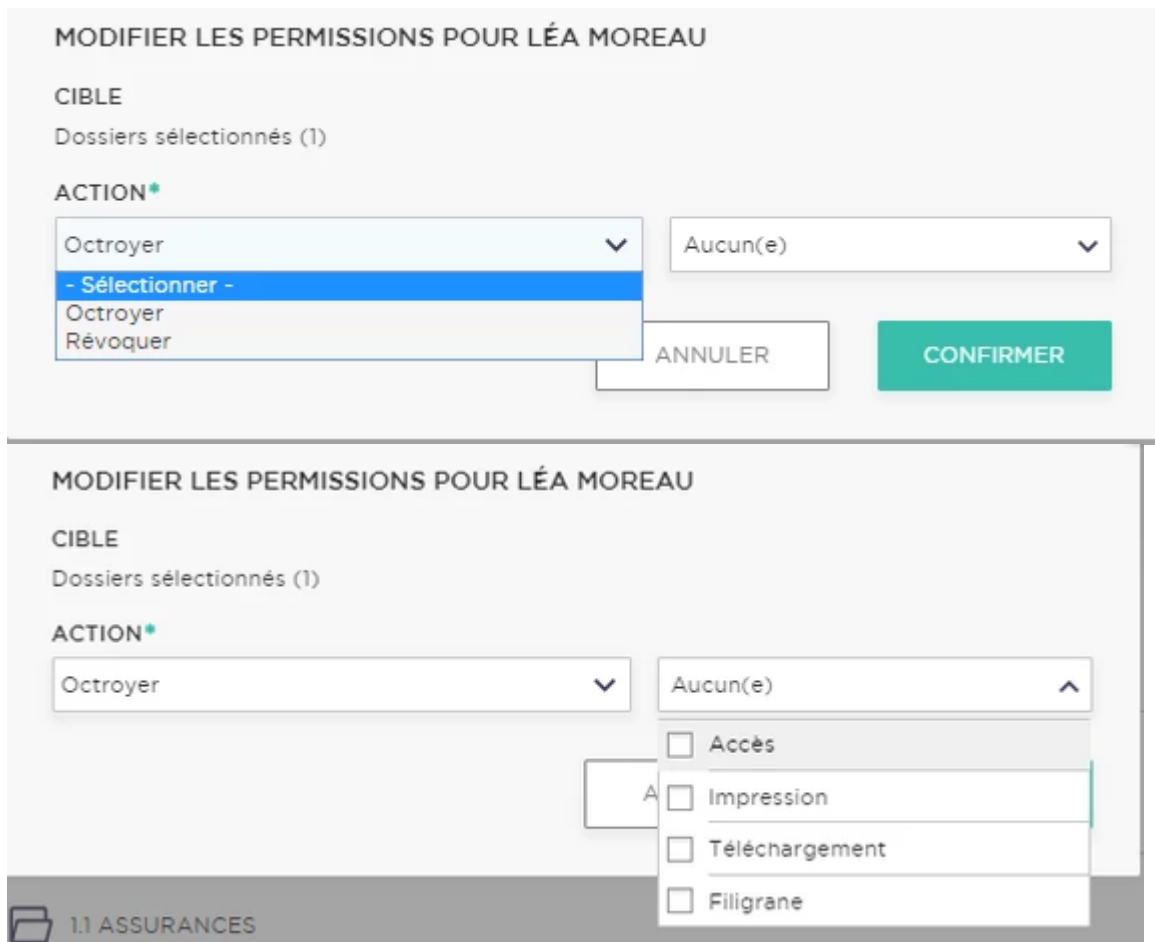 MODIFIER LES PERMISSIONS POUR LÉA MOREAU
CIBLE
Dossiers sélectionnés (1)
ACTION*
Octroyer
Aucun(e)
- Sélectionner -
Octroyer
Révoquer
ANNULER
CONFIRMER
MODIFIER LES PERMISSIONS POUR LÉA MOREAU
CIBLE
Dossiers sélectionnés (1)
ACTION*
Octroyer
Aucun(e)
Accès
A
Impression
Téléchargement
Filigrane
1.1 ASSURANCES